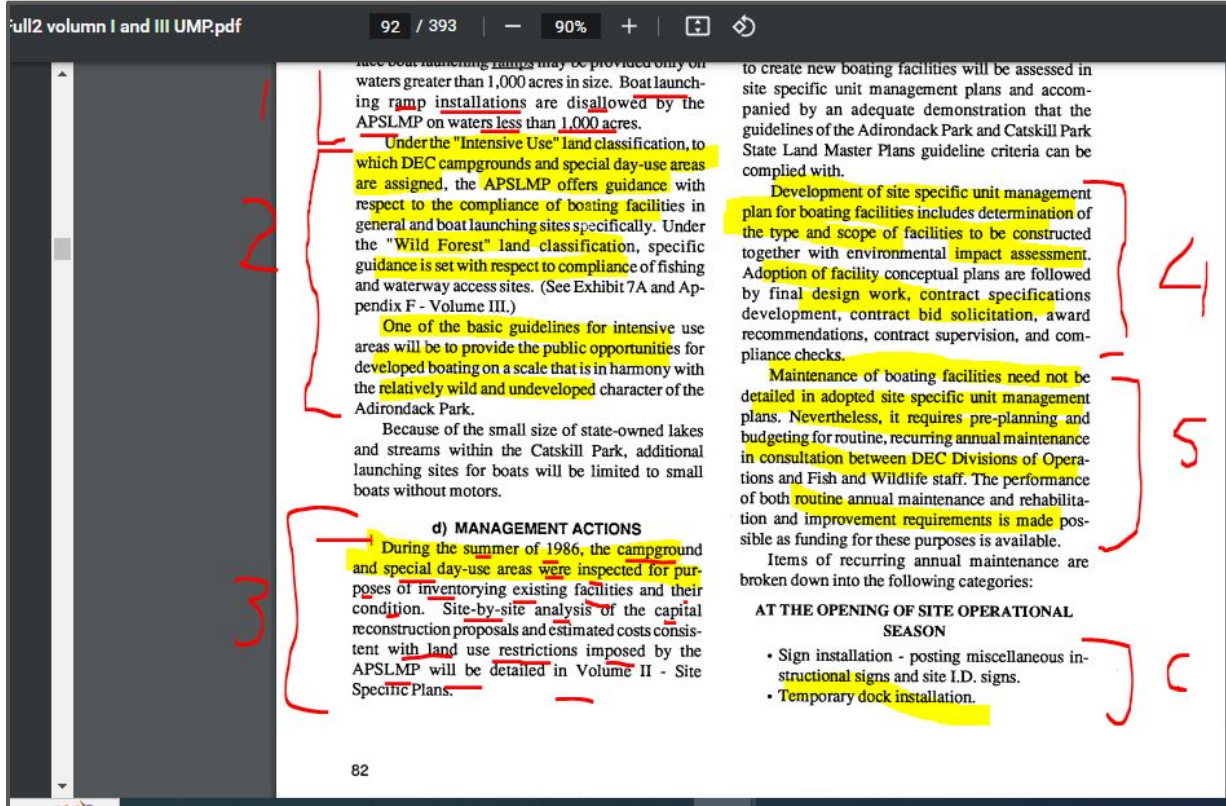 Full2 volumn I and III UMP.pdf
92 / 393
90%
face boat launching ramps may be provided only on
waters greater than 1,000 acres in size. Boat launch-
ing ramp installations are disallowed by the
APSLMP on waters less than 1,000 acres.
Under the "Intensive Use" land classification, to
which DEC campgrounds and special day-use areas
are assigned, the APSLMP offers guidance with
respect to the compliance of boating facilities in
general and boat launching sites specifically. Under
the "Wild Forest" land classification, specific
guidance is set with respect to compliance of fishing
and waterway access sites. (See Exhibit 7A and Ap-
pendix F - Volume III.)
One of the basic guidelines for intensive use
areas will be to provide the public opportunities for
developed boating on a scale that is in harmony with
the relatively wild and undeveloped character of the
Adirondack Park.
Because of the small size of state-owned lakes
and streams within the Catskill Park, additional
launching sites for boats will be limited to small
boats without motors.
d) MANAGEMENT ACTIONS
During the summer of 1986, the campground
and special day-use areas were inspected for pur-
poses of inventorying existing facilities and their
condition. Site-by-site analysis of the capital
reconstruction proposals and estimated costs consis-
tent with land use restrictions imposed by the
APSLMP will be detailed in Volume II - Site
Specific Plans.
82
1
2
3
to create new boating facilities will be assessed in
site specific unit management plans and accom-
panied by an adequate demonstration that the
guidelines of the Adirondack Park and Catskill Park
State Land Master Plans guideline criteria can be
complied with.
Development of site specific unit management
plan for boating facilities includes determination of
the type and scope of facilities to be constructed
together with environmental impact assessment.
Adoption of facility conceptual plans are followed
by final design work, contract specifications
development, contract bid solicitation, award
recommendations, contract supervision, and com-
pliance checks.
Maintenance of boating facilities need not be
detailed in adopted site specific unit management
plans. Nevertheless, it requires pre-planning and
budgeting for routine, recurring annual maintenance
in consultation between DEC Divisions of Opera-
tions and Fish and Wildlife staff. The performance
of both routine annual maintenance and rehabilita-
tion and improvement requirements is made pos-
sible as funding for these purposes is available.
Items of recurring annual maintenance are
broken down into the following categories:
AT THE OPENING OF SITE OPERATIONAL
SEASON
• Sign installation - posting miscellaneous in-
structional signs and site I.D. signs.
• Temporary dock installation.
4
5